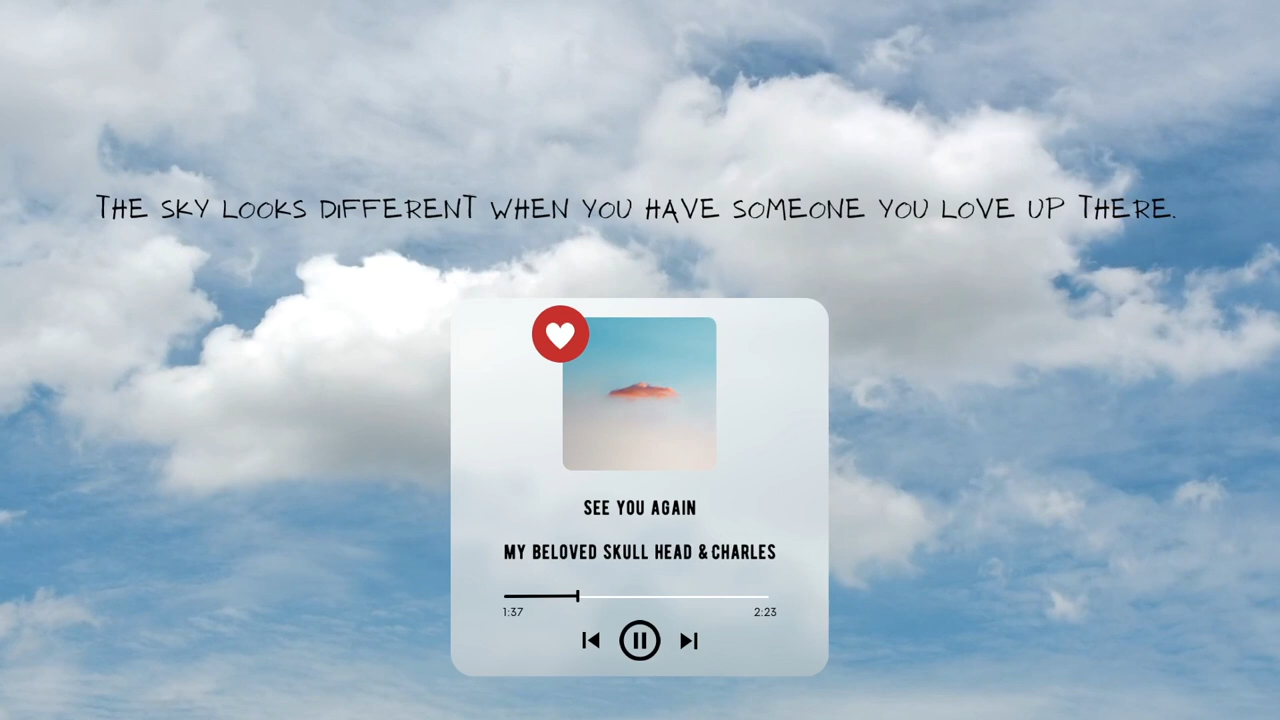 THE SKY LOOKS DIFFERENT WHEN YOU HAVE SOMEONE YOU LOVE UP THERE.
SEE YOU AGAIN
MY BELOVED SKULL HEAD & CHARLES
1:37 2:23